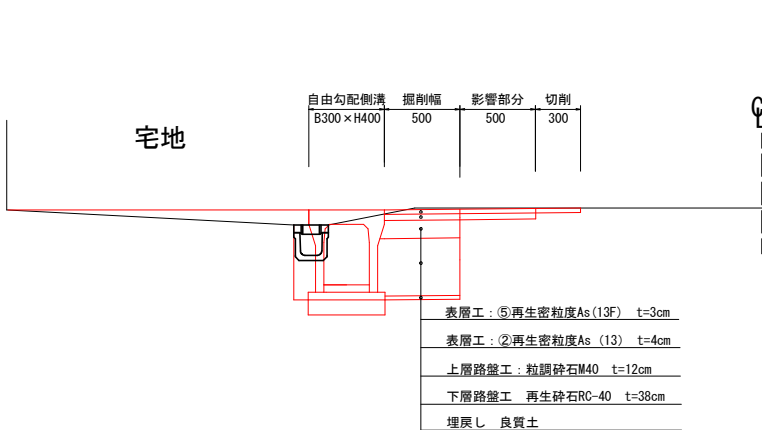 自由勾配側溝 掘削幅 影響部分 切削
B300×H400 500 500 300
宅地
表層工：⑤再生密粒度As(13F) t=3cm
表層工：②再生密粒度As (13) t=4cm
上層路盤工：粒調砕石M40 t=12cm
下層路盤工 再生砕石RC-40 t=38cm
埋戻し 良質土